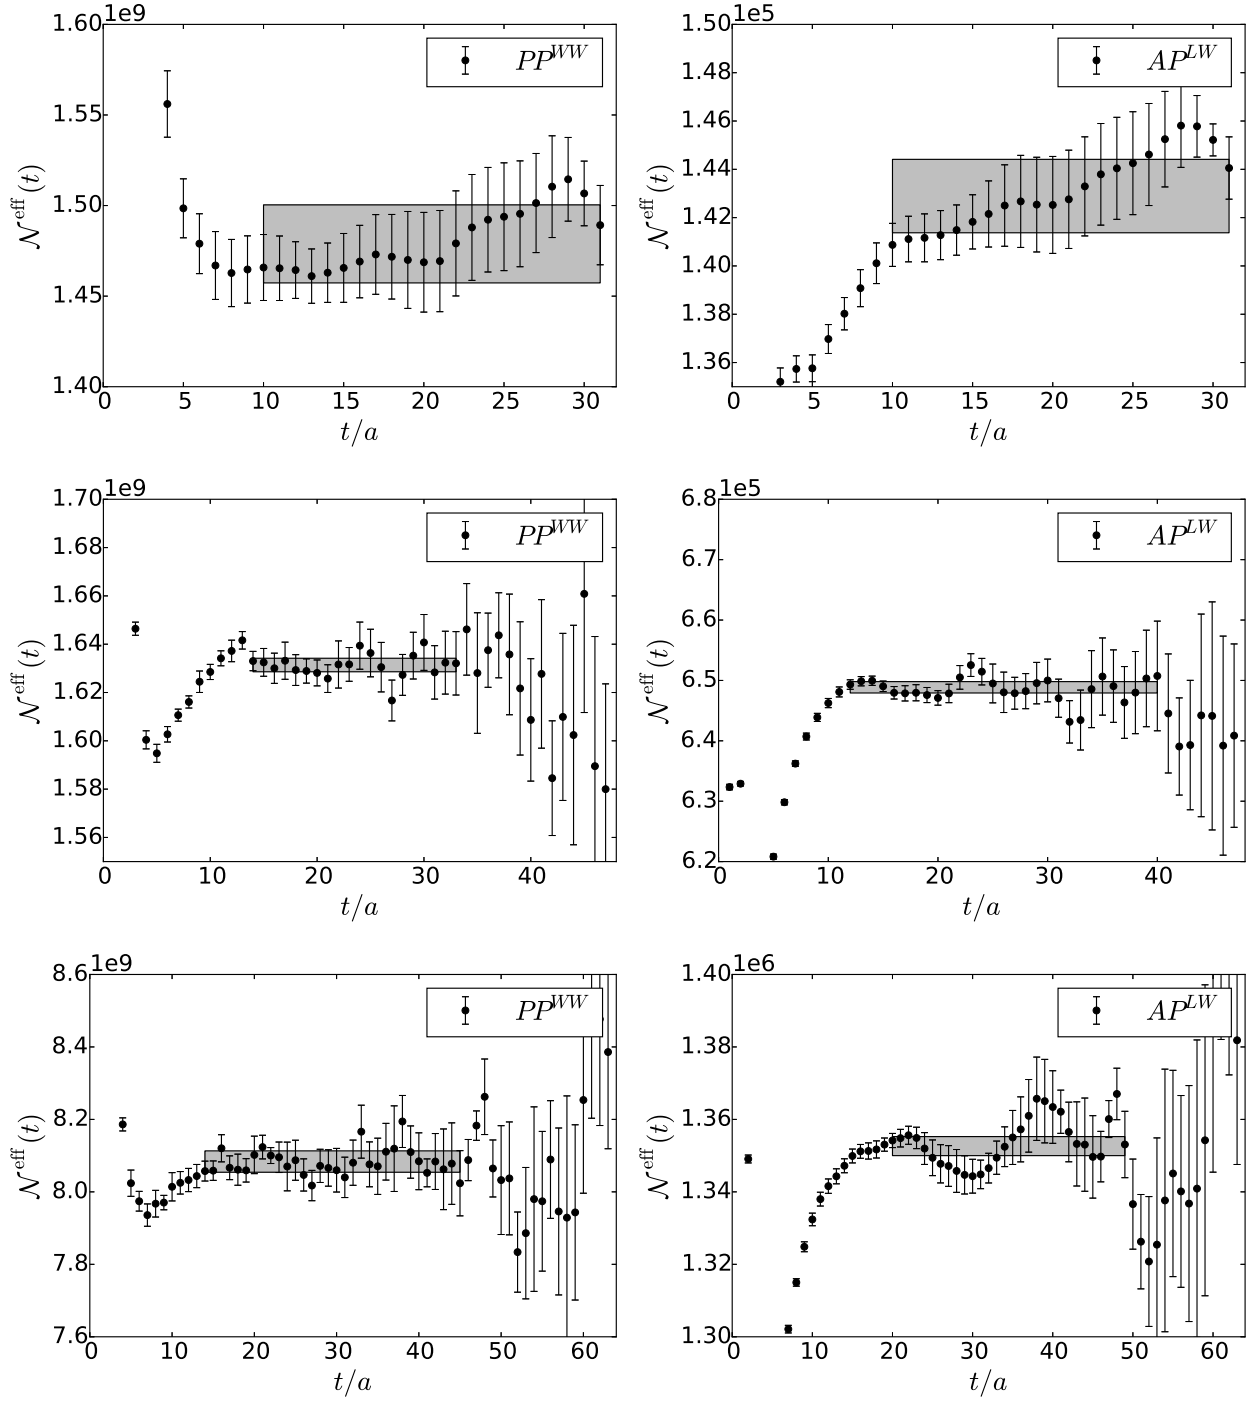 1e9
1.60
1.55
1.50
1.45
1.40
𝒩^eff(t)
PP^WW
0 5 10 15 20 25 30
t/a
1e5
1.50
1.48
1.46
1.44
1.42
1.40
1.38
1.36
𝒩^eff(t)
AP^LW
0 5 10 15 20 25 30
t/a
1e9
1.70
1.68
1.66
1.64
1.62
1.60
1.58
1.56
𝒩^eff(t)
PP^WW
0 10 20 30 40
t/a
1e5
6.8
6.7
6.6
6.5
6.4
6.3
6.2
𝒩^eff(t)
AP^LW
0 10 20 30 40
t/a
1e9
8.6
8.4
8.2
8.0
7.8
7.6
𝒩^eff(t)
PP^WW
0 10 20 30 40 50 60
t/a
1e6
1.40
1.38
1.36
1.34
1.32
1.30
𝒩^eff(t)
AP^LW
0 10 20 30 40 50 60
t/a